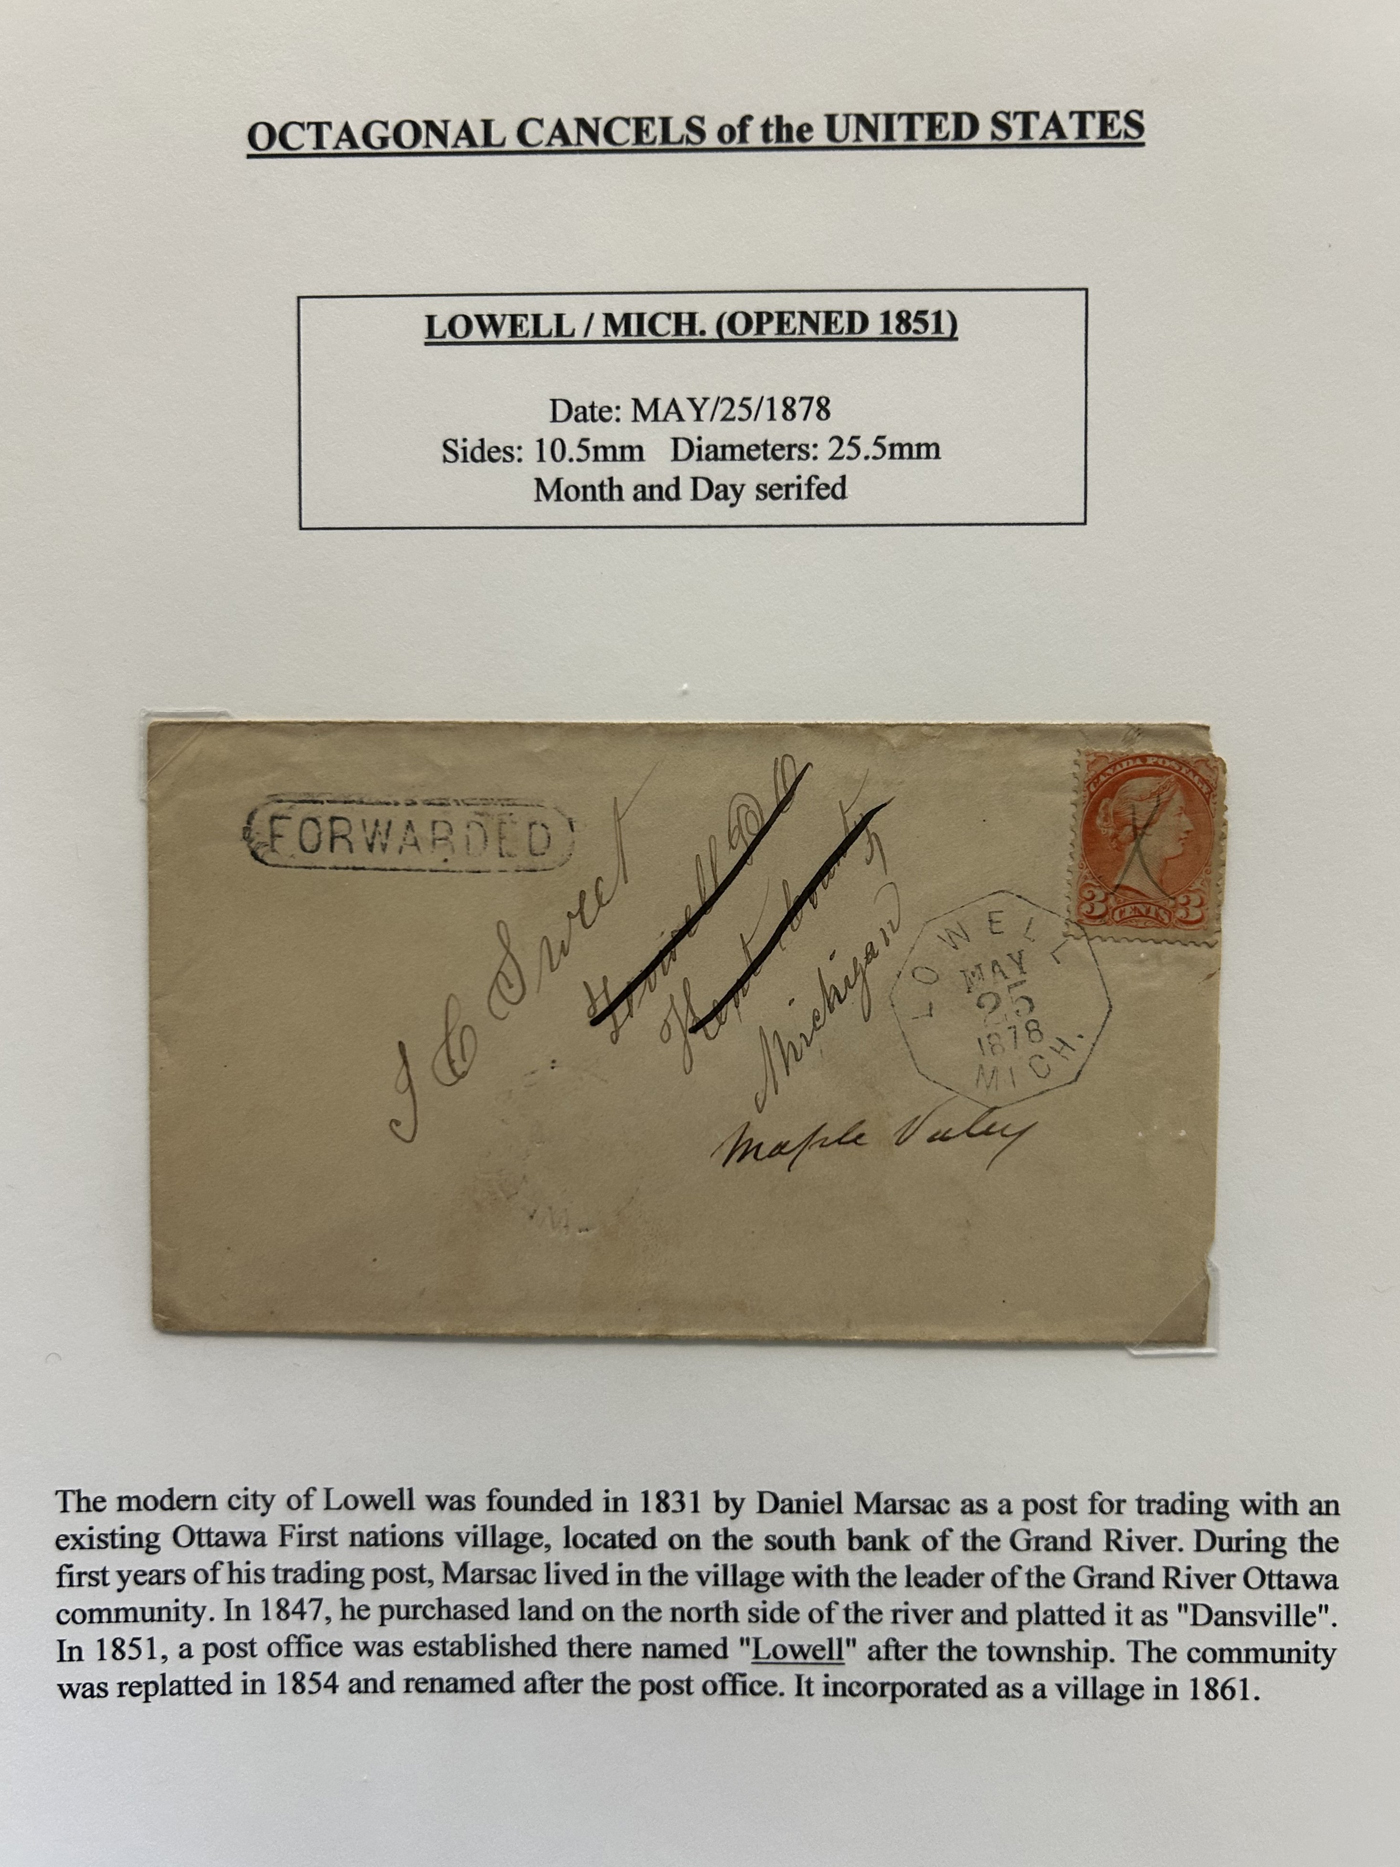 OCTAGONAL CANCELS of the UNITED STATES
LOWELL / MICH. (OPENED 1851)
Date: MAY/25/1878
Sides: 10.5mm Diameters: 25.5mm
Month and Day serifed
FORWARDED
CANADA POSTAGE
3 CENTS 3
J C Sweet
Kent County
Michigan
LOWELL
MAY
25
1878
MICH.
Maple Valey
The modern city of Lowell was founded in 1831 by Daniel Marsac as a post for trading with an
existing Ottawa First nations village, located on the south bank of the Grand River. During the
first years of his trading post, Marsac lived in the village with the leader of the Grand River Ottawa
community. In 1847, he purchased land on the north side of the river and platted it as "Dansville".
In 1851, a post office was established there named "Lowell" after the township. The community
was replatted in 1854 and renamed after the post office. It incorporated as a village in 1861.